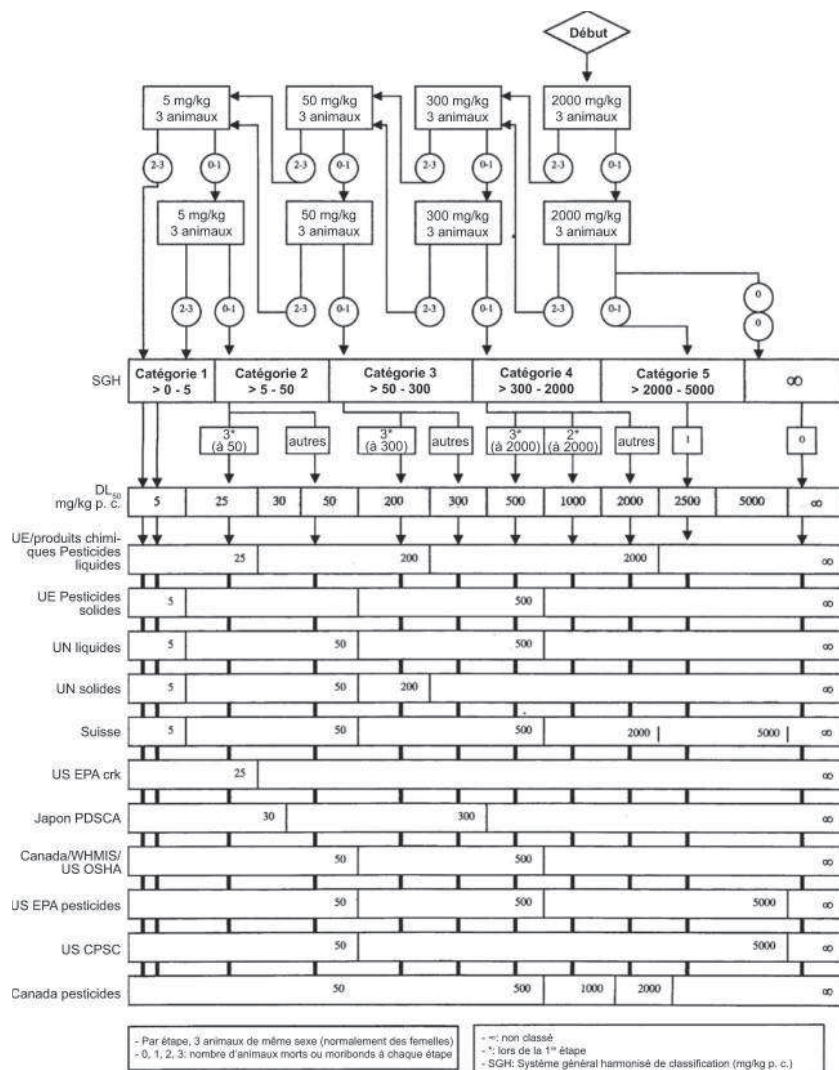 Début
5 mg/kg
3 animaux
50 mg/kg
3 animaux
300 mg/kg
3 animaux
2000 mg/kg
3 animaux
2-3
0-1
2-3
0-1
2-3
0-1
2-3
0-1
5 mg/kg
3 animaux
50 mg/kg
3 animaux
300 mg/kg
3 animaux
2000 mg/kg
3 animaux
2-3
0-1
2-3
0-1
2-3
0-1
2-3
0-1
0
0
SGH
Catégorie 1
> 0 - 5
Catégorie 2
> 5 - 50
Catégorie 3
> 50 - 300
Catégorie 4
> 300 - 2000
Catégorie 5
> 2000 - 5000
∞
3*
(à 50)
autres
3*
(à 300)
autres
3*
(à 2000)
2*
(à 2000)
autres
1
0
DL50
mg/kg p. c.
5 25 30 50 200 300 500 1000 2000 2500 5000 ∞
UE/produits chimi-
ques Pesticides
liquides
25 200 2000 ∞
UE Pesticides
solides
5 500 ∞
UN liquides
5 50 500 ∞
UN solides
5 50 200 ∞
Suisse
5 50 500 2000 5000 ∞
US EPA crk
25 ∞
Japon PDSCA
30 300 ∞
Canada/WHMIS/
US OSHA
50 500 ∞
US EPA pesticides
50 500 5000 ∞
US CPSC
50 5000 ∞
Canada pesticides
50 500 1000 2000 ∞
- Par étape, 3 animaux de même sexe (normalement des femelles)
- 0, 1, 2, 3: nombre d'animaux morts ou moribonds à chaque étape
- ∞: non classé
- *: lors de la 1re étape
- SGH: Système général harmonisé de classification (mg/kg p. c.)